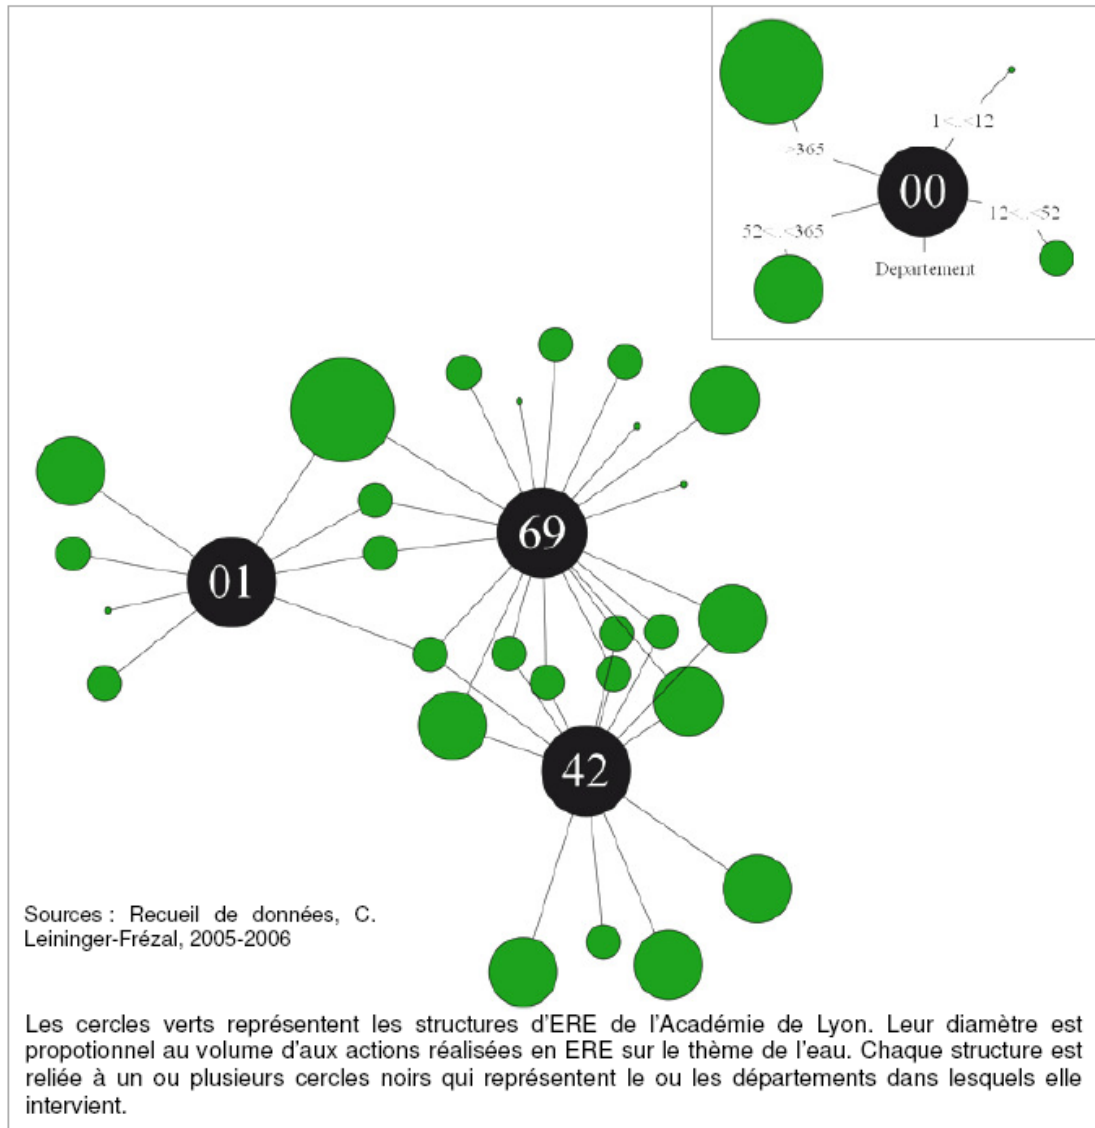 1<..<12
>365
00
12<..<52
52<..<365
Departement
69
01
42
Sources : Recueil de données, C.
Leininger-Frézal, 2005-2006
Les cercles verts représentent les structures d'ERE de l'Académie de Lyon. Leur diamètre est
propotionnel au volume d'aux actions réalisées en ERE sur le thème de l'eau. Chaque structure est
reliée à un ou plusieurs cercles noirs qui représentent le ou les départements dans lesquels elle
intervient.